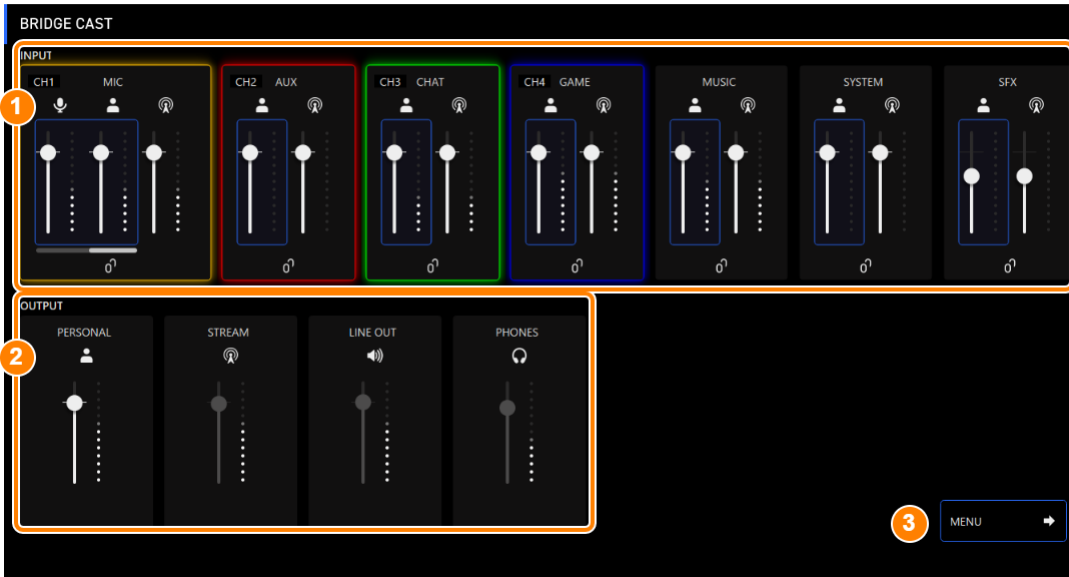 BRIDGE CAST
INPUT
CH1 MIC
CH2 AUX
CH3 CHAT
CH4 GAME
MUSIC
SYSTEM
SFX
1
OUTPUT
PERSONAL
STREAM
LINE OUT
PHONES
2
3
MENU